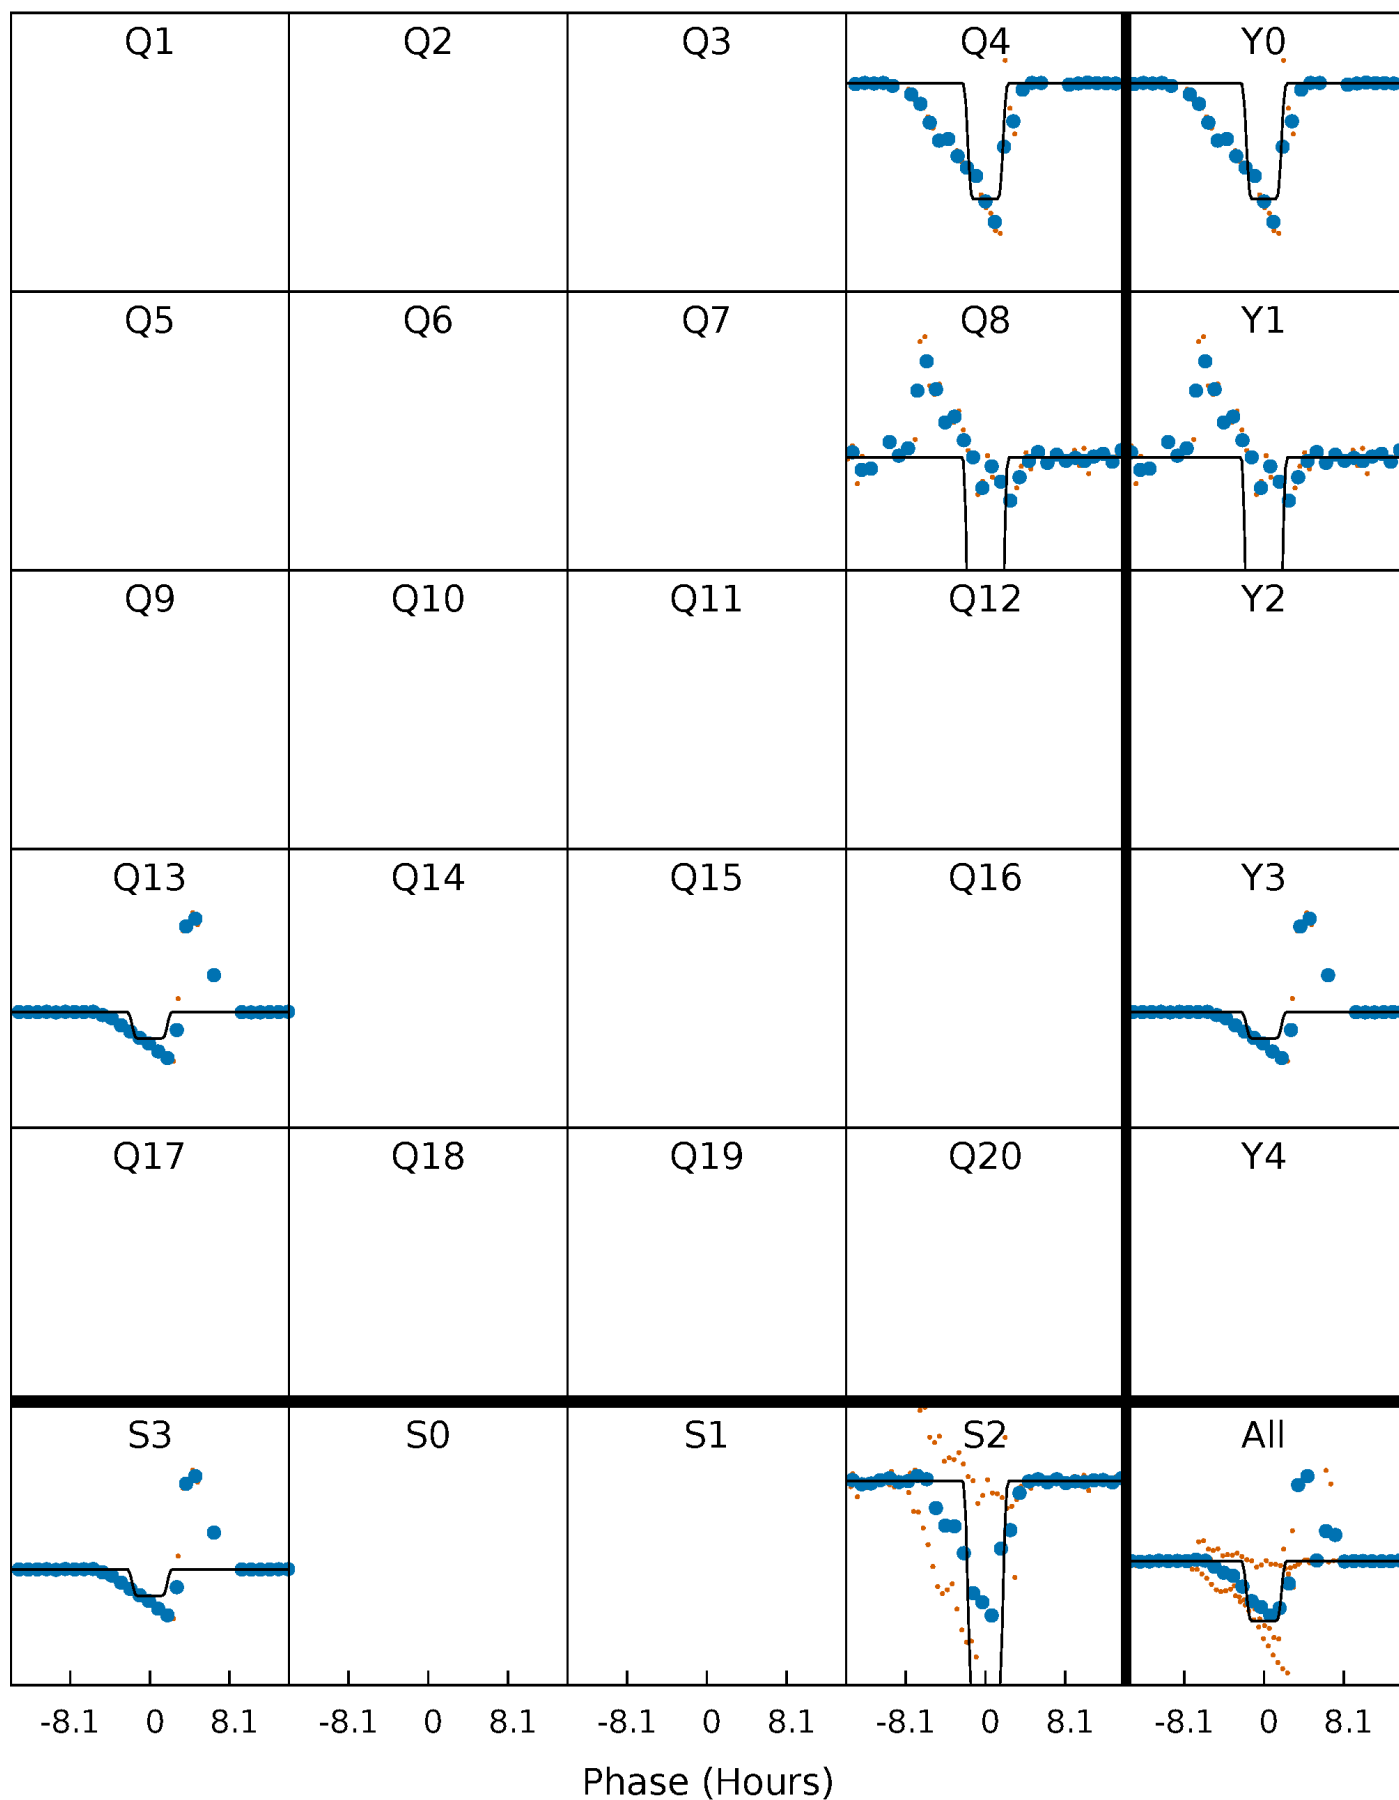 Q1 Q2 Q3 Q4 Y0
Q5 Q6 Q7 Q8 Y1
Q9 Q10 Q11 Q12 Y2
Q13 Q14 Q15 Q16 Y3
Q17 Q18 Q19 Q20 Y4
S3 S0 S1 S2 All
-8.1 0 8.1 -8.1 0 8.1 -8.1 0 8.1 -8.1 0 8.1 -8.1 0 8.1
Phase (Hours)